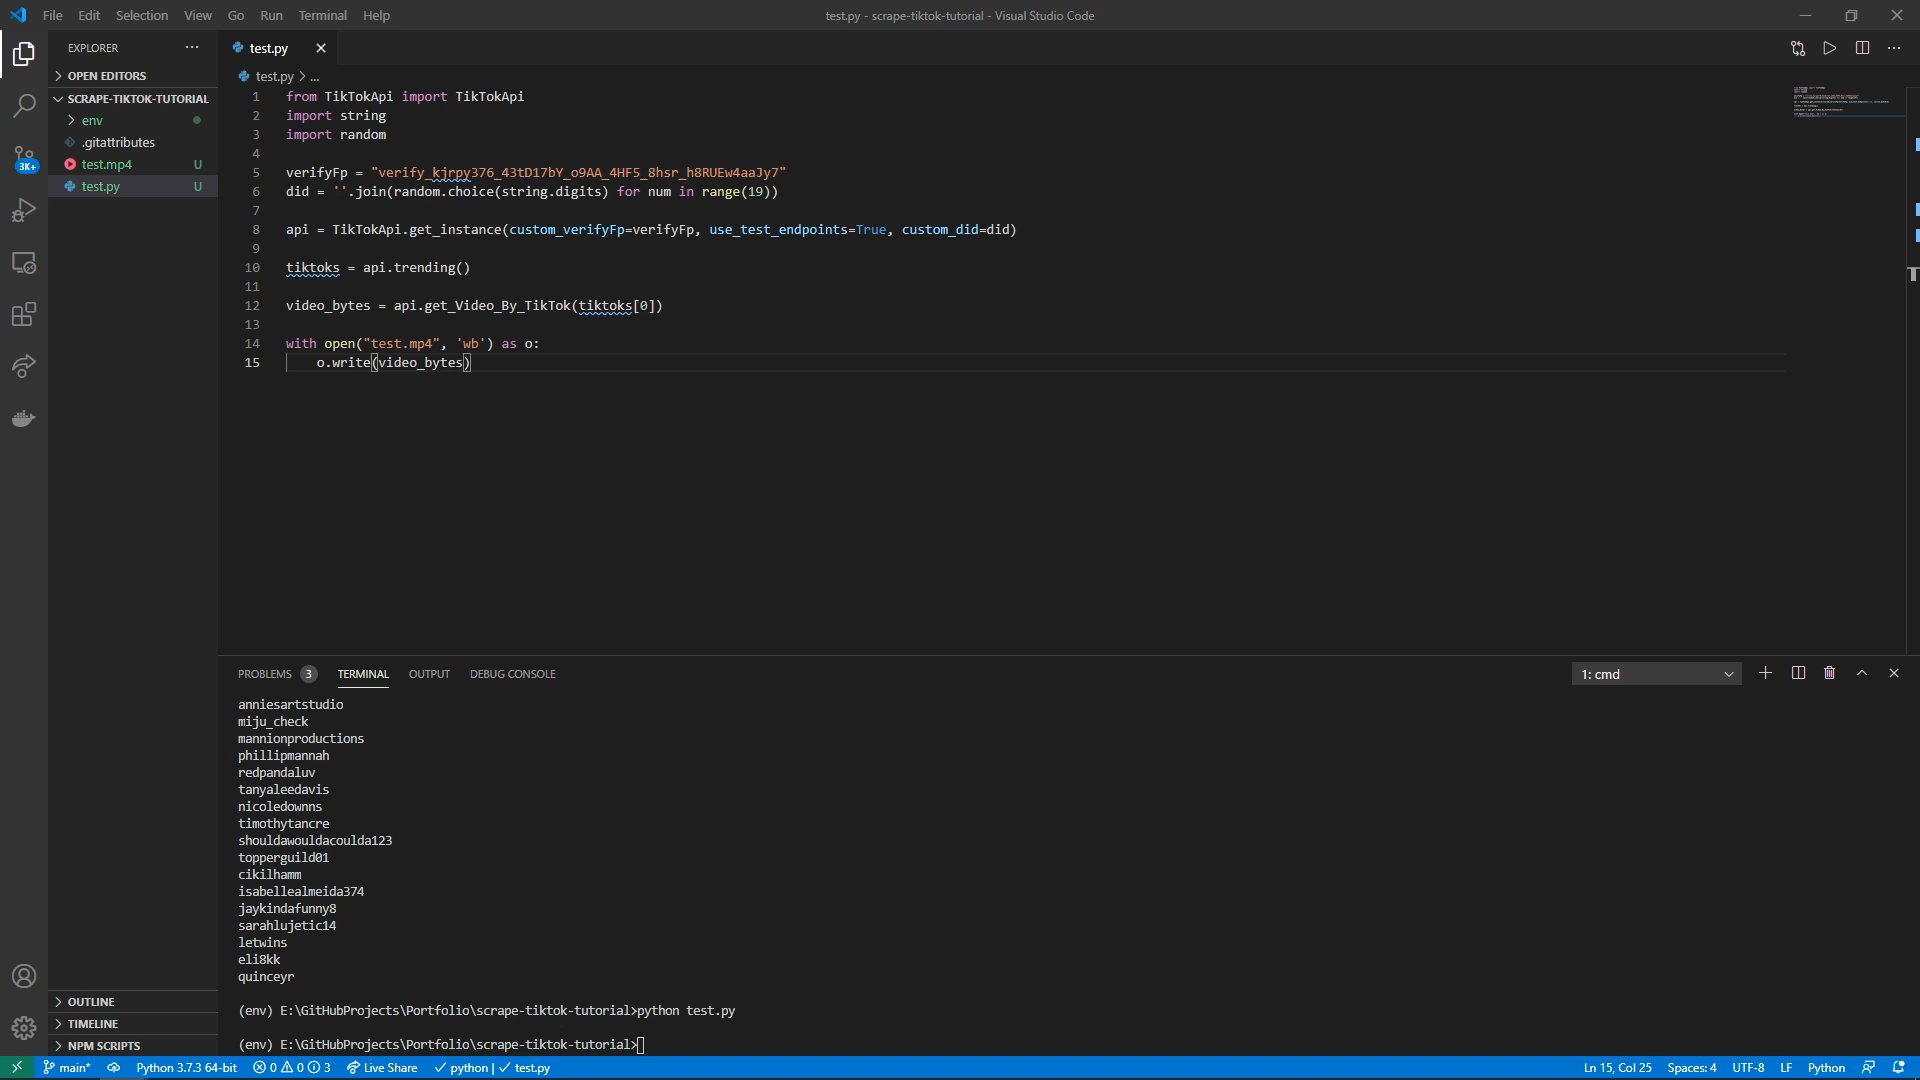 File Edit Selection View Go Run Terminal Help
test.py - scrape-tiktok-tutorial - Visual Studio Code
EXPLORER
OPEN EDITORS
SCRAPE-TIKTOK-TUTORIAL
env
.gitattributes
test.mp4 U
test.py U
3K+
OUTLINE
TIMELINE
NPM SCRIPTS
test.py
test.py > ...
1 from TikTokApi import TikTokApi
2 import string
3 import random
4
5 verifyFp = "verify_kjrpy376_43tD17bY_o9AA_4HF5_8hsr_h8RUEw4aaJy7"
6 did = ''.join(random.choice(string.digits) for num in range(19))
7
8 api = TikTokApi.get_instance(custom_verifyFp=verifyFp, use_test_endpoints=True, custom_did=did)
9
10 tiktoks = api.trending()
11
12 video_bytes = api.get_Video_By_TikTok(tiktoks[0])
13
14 with open("test.mp4", 'wb') as o:
15 o.write(video_bytes)
PROBLEMS 3 TERMINAL OUTPUT DEBUG CONSOLE
1: cmd
anniesartstudio
miju_check
mannionproductions
phillipmannah
redpandaluv
tanyaleedavis
nicoledownns
timothytancre
shouldawouldacoulda123
topperguild01
cikilhamm
isabellealmeida374
jaykindafunny8
sarahlujetic14
letwins
eli8kk
quinceyr
(env) E:\GitHubProjects\Portfolio\scrape-tiktok-tutorial>python test.py
(env) E:\GitHubProjects\Portfolio\scrape-tiktok-tutorial>
main* Python 3.7.3 64-bit 0 0 3 Live Share python | test.py
Ln 15, Col 25 Spaces: 4 UTF-8 LF Python